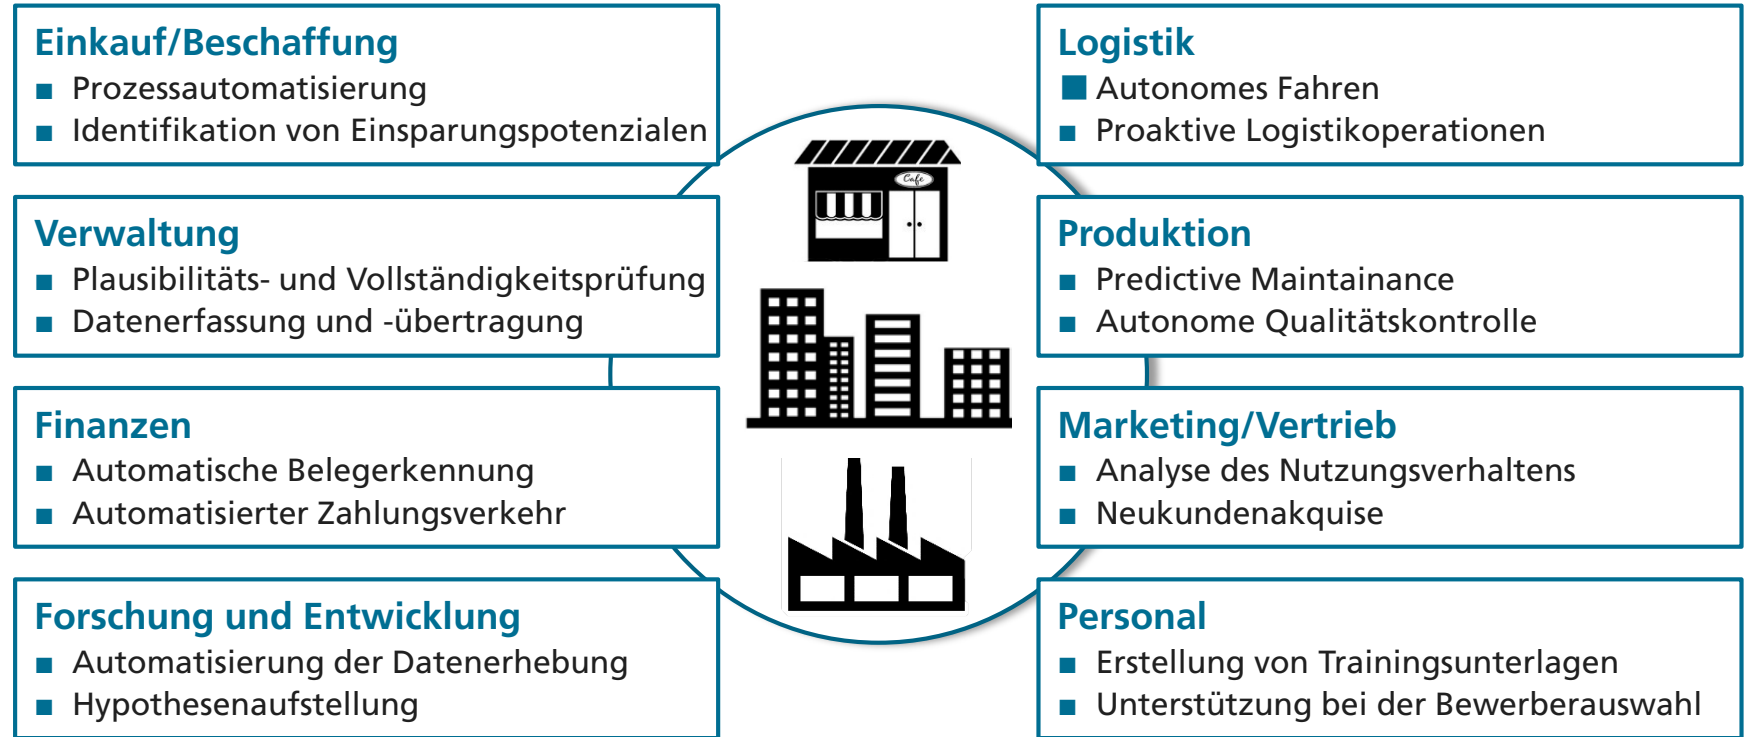 Einkauf/Beschaffung
Prozessautomatisierung
Identifikation von Einsparungspotenzialen
Verwaltung
Plausibilitäts- und Vollständigkeitsprüfung
Datenerfassung und -übertragung
Finanzen
Automatische Belegerkennung
Automatisierter Zahlungsverkehr
Forschung und Entwicklung
Automatisierung der Datenerhebung
Hypothesenaufstellung
Cafe
Logistik
Autonomes Fahren
Proaktive Logistikoperationen
Produktion
Predictive Maintainance
Autonome Qualitätskontrolle
Marketing/Vertrieb
Analyse des Nutzungsverhaltens
Neukundenakquise
Personal
Erstellung von Trainingsunterlagen
Unterstützung bei der Bewerberauswahl